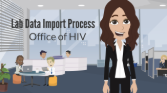 Lab Data Import Process
Office of HIV